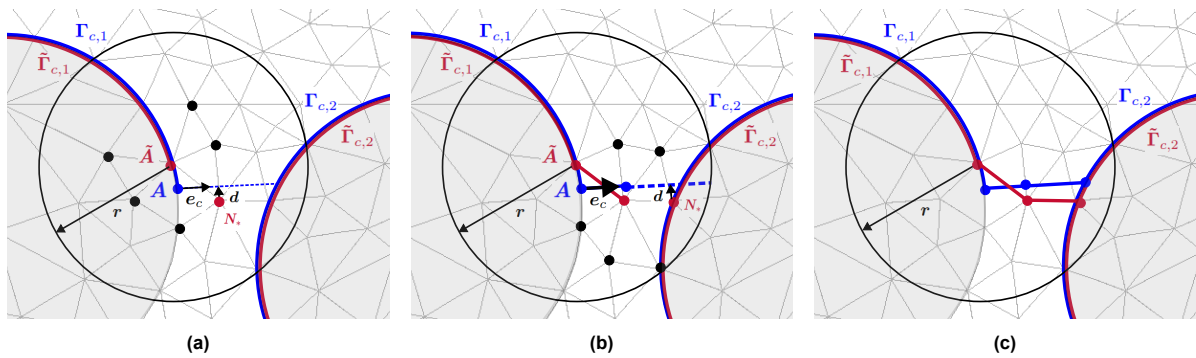 Γc,1
Γ̃c,1
Γc,2
Γ̃c,2
Ã
A
ec
d
N*
r
(a)
Γc,1
Γ̃c,1
Γc,2
Γ̃c,2
Ã
A
ec
d
N*
r
(b)
Γc,1
Γ̃c,1
Γc,2
Γ̃c,2
r
(c)